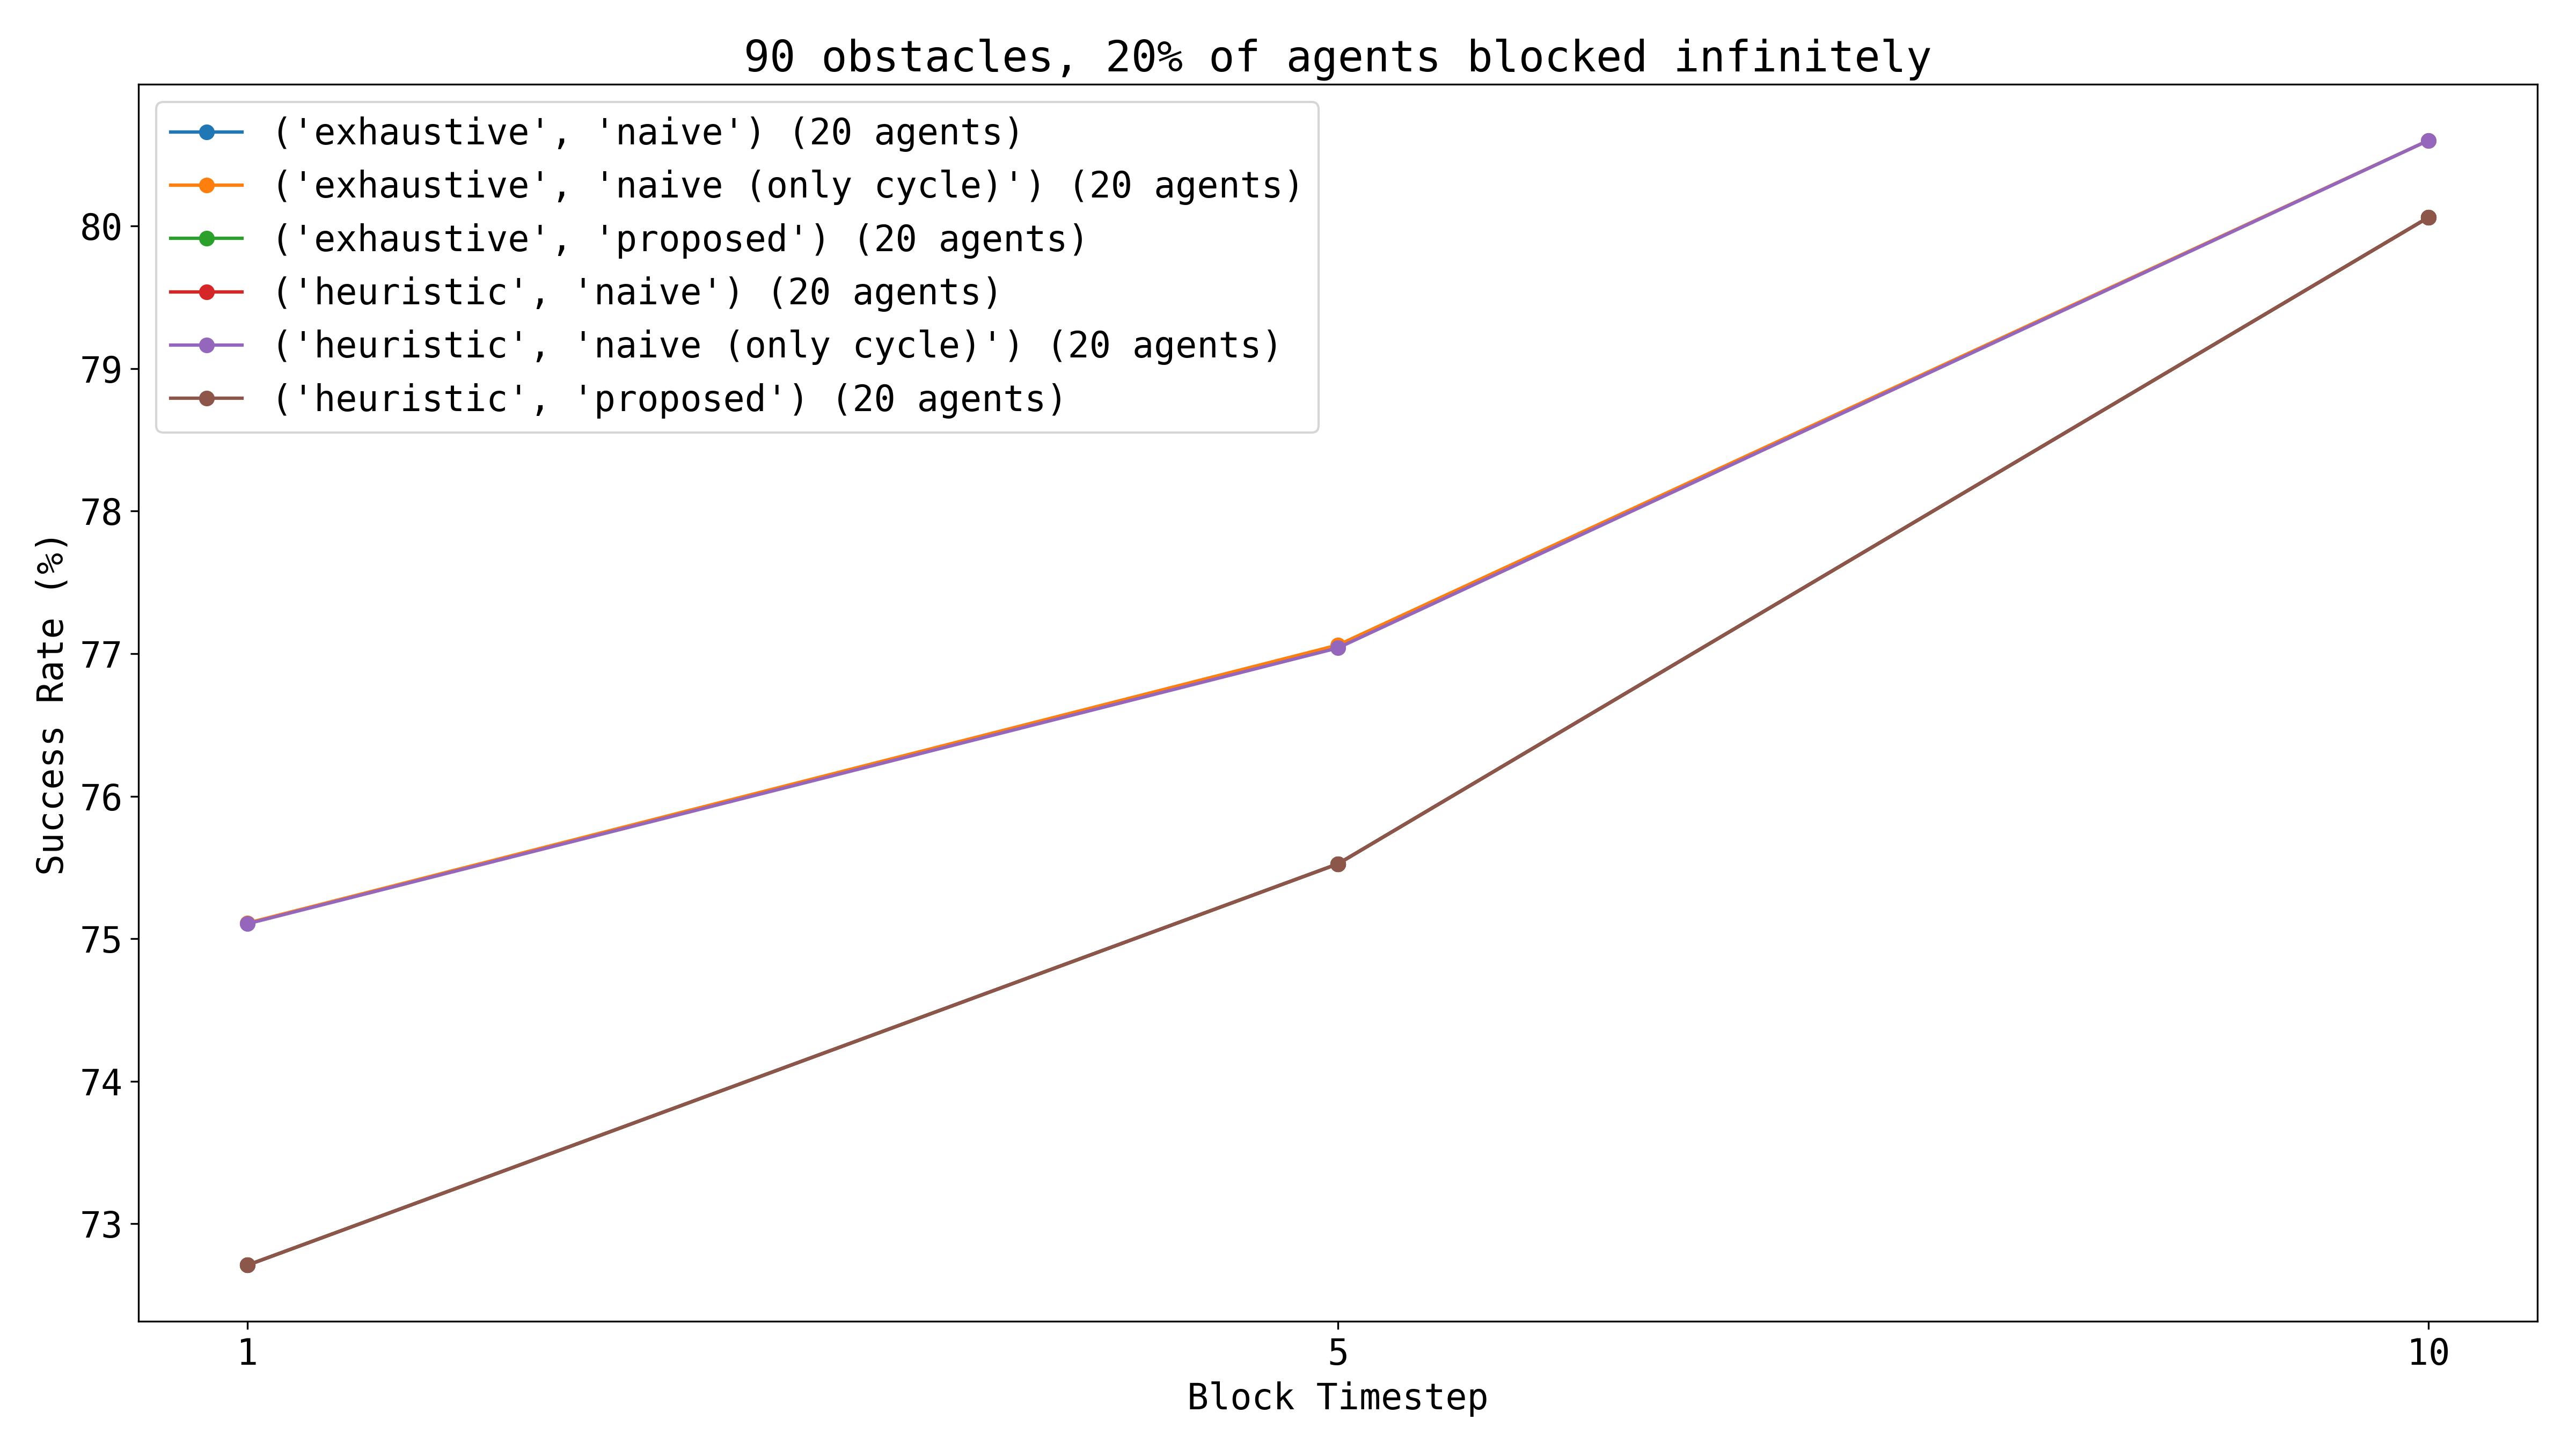 90 obstacles, 20% of agents blocked infinitely
('exhaustive', 'naive') (20 agents)
('exhaustive', 'naive (only cycle)') (20 agents)
('exhaustive', 'proposed') (20 agents)
('heuristic', 'naive') (20 agents)
('heuristic', 'naive (only cycle)') (20 agents)
('heuristic', 'proposed') (20 agents)
80
79
78
77
76
75
74
73
Success Rate (%)
1 5 10
Block Timestep